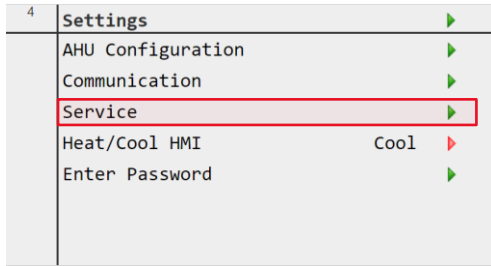 4
Settings
AHU Configuration
Communication
Service
Heat/Cool HMI Cool
Enter Password